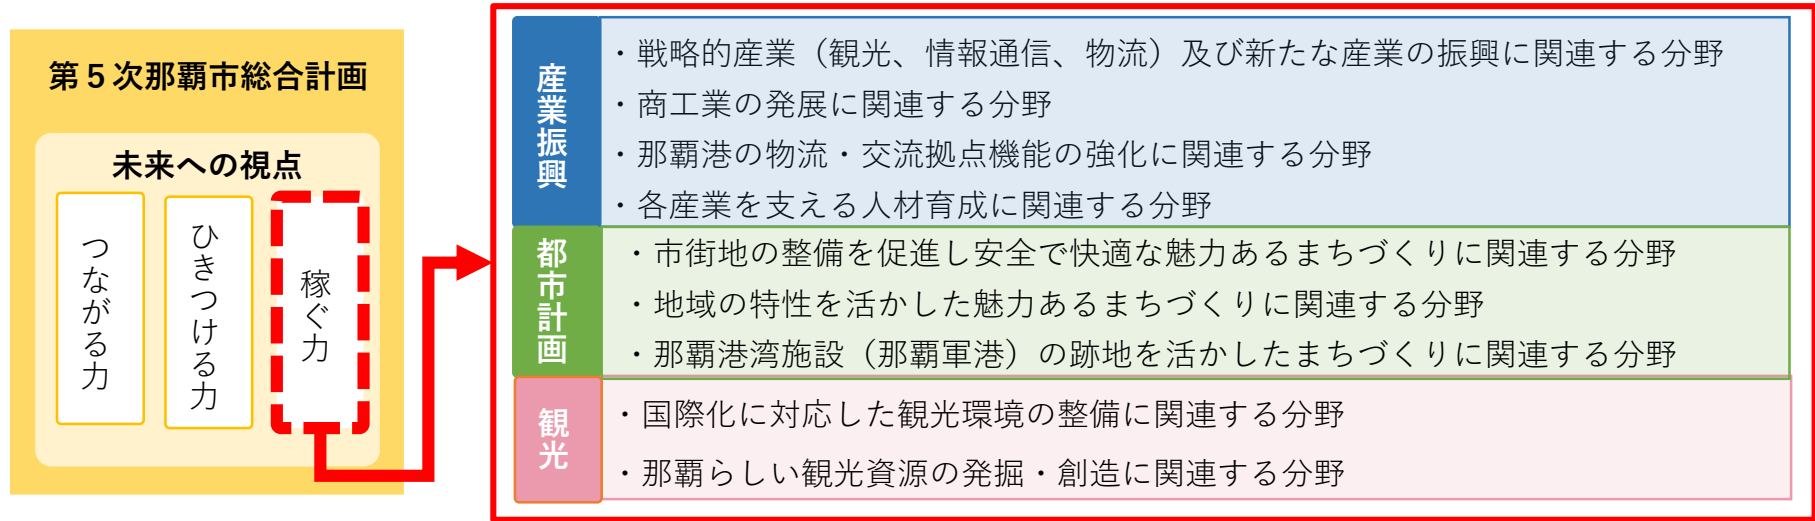 第５次那覇市総合計画
未来への視点
つながる力
ひきつける力
稼ぐ力
産業振興
・戦略的産業（観光、情報通信、物流）及び新たな産業の振興に関連する分野
・商工業の発展に関連する分野
・那覇港の物流・交流拠点機能の強化に関連する分野
・各産業を支える人材育成に関連する分野
都市計画
・市街地の整備を促進し安全で快適な魅力あるまちづくりに関連する分野
・地域の特性を活かした魅力あるまちづくりに関連する分野
・那覇港湾施設（那覇軍港）の跡地を活かしたまちづくりに関連する分野
観光
・国際化に対応した観光環境の整備に関連する分野
・那覇らしい観光資源の発掘・創造に関連する分野